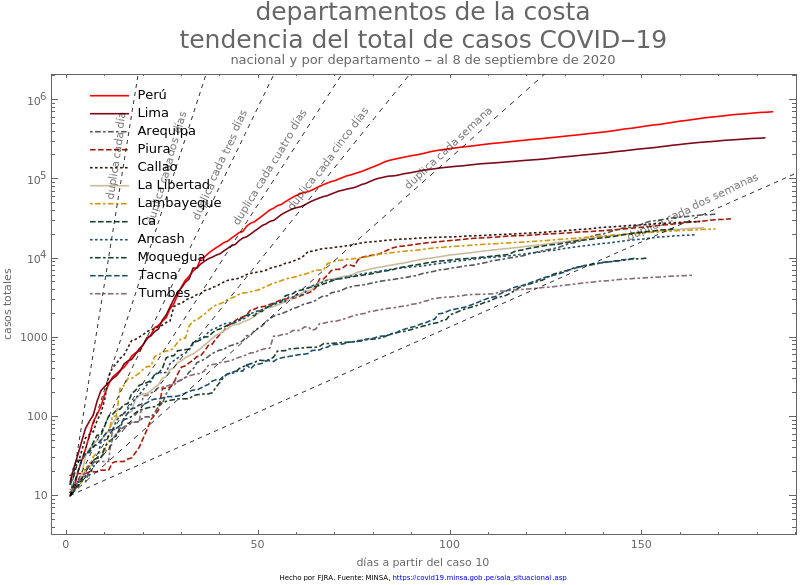 departamentos de la costa
tendencia del total de casos COVID−19
nacional y por departamento − al 8 de septiembre de 2020
casos totales
10⁶
10⁵
10⁴
1000
100
10
Perú
Lima
Arequipa
Piura
Callao
La Libertad
Lambayeque
Ica
Ancash
Moquegua
Tacna
Tumbes
duplica cada día
duplica cada dos días
duplica cada tres días
duplica cada cuatro días
duplica cada cinco días
duplica cada semana
duplica cada dos semanas
0 50 100 150
días a partir del caso 10
Hecho por FJRA. Fuente: MINSA, https://covid19.minsa.gob.pe/sala_situacional.asp